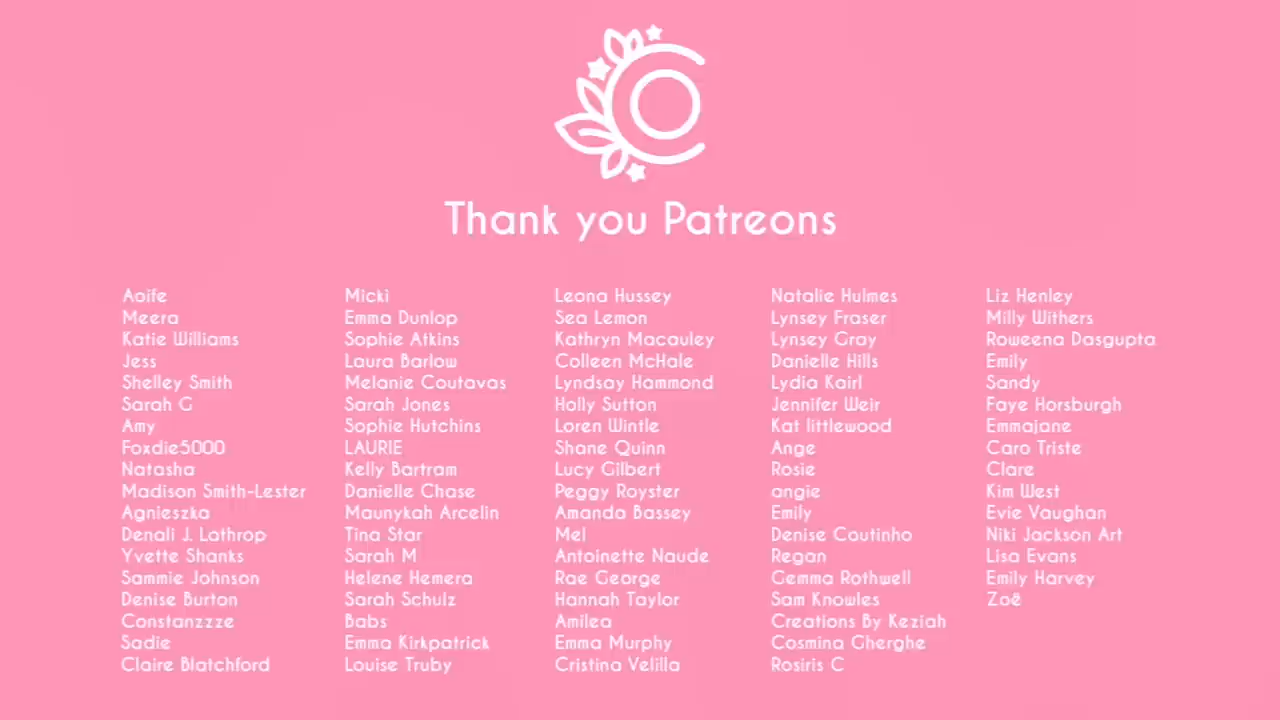 Thank you Patreons
Aoife
Meera
Katie Williams
Jess
Shelley Smith
Sarah G
Amy
Foxdie5000
Natasha
Madison Smith-Lester
Agnieszka
Denali J. Lathrop
Yvette Shanks
Sammie Johnson
Denise Burton
Constanzzze
Sadie
Claire Blatchford
Micki
Emma Dunlop
Sophie Atkins
Laura Barlow
Melanie Coutavas
Sarah Jones
Sophie Hutchins
LAURIE
Kelly Bartram
Danielle Chase
Maunykah Arcelin
Tina Star
Sarah M
Helene Hemera
Sarah Schulz
Babs
Emma Kirkpatrick
Louise Truby
Leona Hussey
Sea Lemon
Kathryn Macauley
Colleen McHale
Lyndsay Hammond
Holly Sutton
Loren Wintle
Shane Quinn
Lucy Gilbert
Peggy Royster
Amanda Bassey
Mel
Antoinette Naude
Rae George
Hannah Taylor
Amilea
Emma Murphy
Cristina Velilla
Natalie Hulmes
Lynsey Fraser
Lynsey Gray
Danielle Hills
Lydia Kairl
Jennifer Weir
Kat littlewood
Ange
Rosie
angie
Emily
Denise Coutinho
Regan
Gemma Rothwell
Sam Knowles
Creations By Keziah
Cosmina Gherghe
Rosiris C
Liz Henley
Milly Withers
Roweena Dasgupta
Emily
Sandy
Faye Horsburgh
Emmajane
Caro Triste
Clare
Kim West
Evie Vaughan
Niki Jackson Art
Lisa Evans
Emily Harvey
Zoë